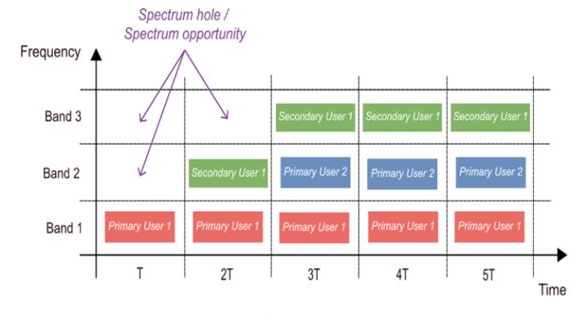 Spectrum hole /
Spectrum opportunity
Frequency
Band 3
Secondary User 1
Secondary User 1
Secondary User 1
Band 2
Secondary User 1
Primary User 2
Primary User 2
Primary User 2
Band 1
Primary User 1
Primary User 1
Primary User 1
Primary User 1
Primary User 1
T
2T
3T
4T
5T
Time